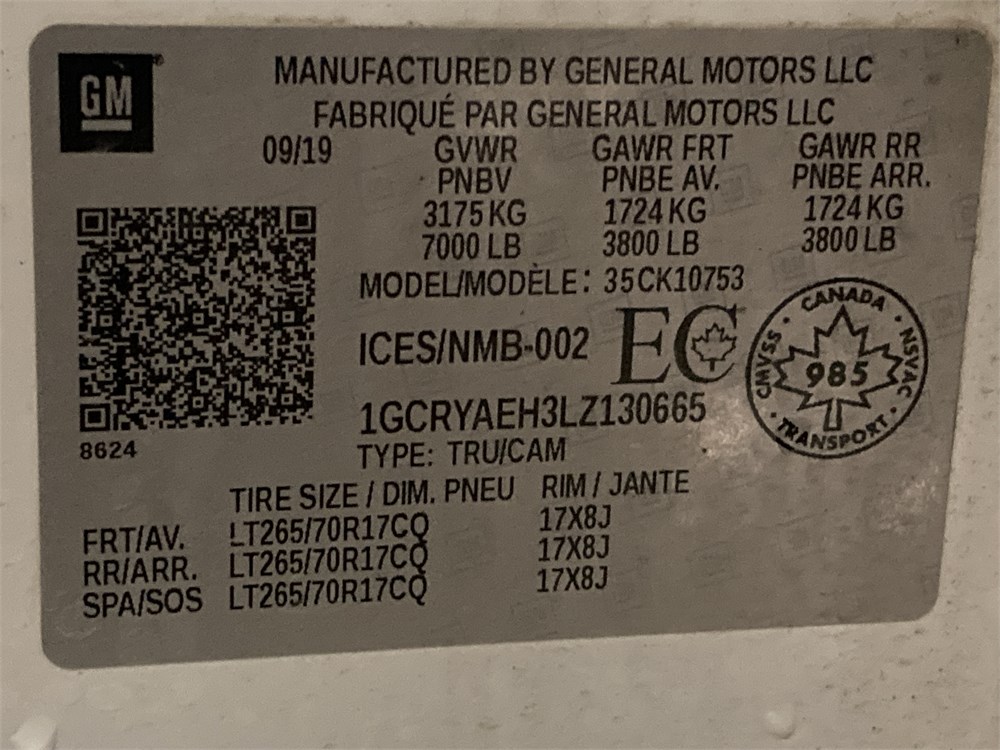 GM
MANUFACTURED BY GENERAL MOTORS LLC
FABRIQUÉ PAR GENERAL MOTORS LLC
09/19 GVWR GAWR FRT GAWR RR
PNBV PNBE AV. PNBE ARR.
3175 KG 1724 KG 1724 KG
7000 LB 3800 LB 3800 LB
MODEL/MODÈLE: 35CK10753
ICES/NMB-002 EC
CANADA · NSVAC · TRANSPORT · CMVSS ·
985
1GCRYAEH3LZ130665
8624
TYPE: TRU/CAM
TIRE SIZE / DIM. PNEU RIM / JANTE
FRT/AV. LT265/70R17CQ 17X8J
RR/ARR. LT265/70R17CQ 17X8J
SPA/SOS LT265/70R17CQ 17X8J